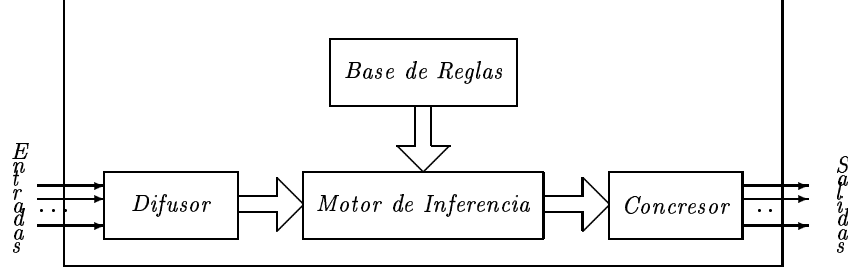 Base de Reglas
Entradas
Difusor
Motor de Inferencia
Concresor
Salidas
...
..